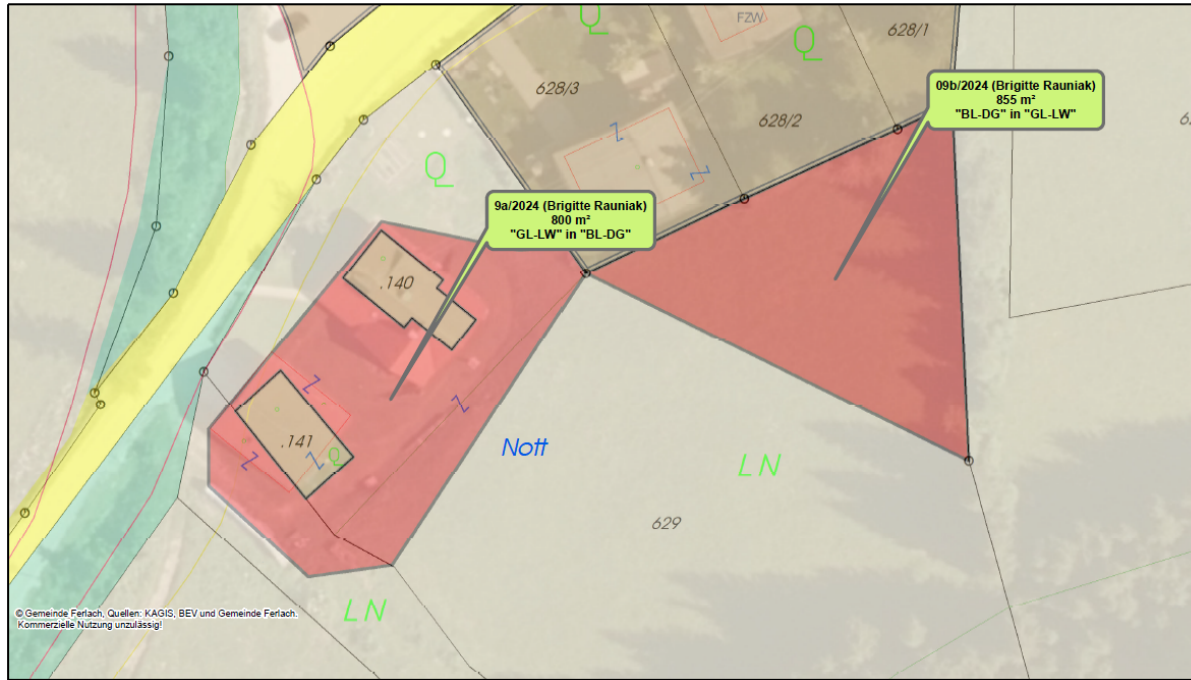 FZW
Q
Q
628/1
628/3
09b/2024 (Brigitte Rauniak)
855 m²
"BL-DG" in "GL-LW"
628/2
Z
Q
Z
9a/2024 (Brigitte Rauniak)
800 m²
"GL-LW" in "BL-DG"
.140
Z
Z
.141
Q
Z
Z
Nott
LN
629
© Gemeinde Ferlach, Quellen: KAGIS, BEV und Gemeinde Ferlach.
Kommerzielle Nutzung unzulässig!
LN